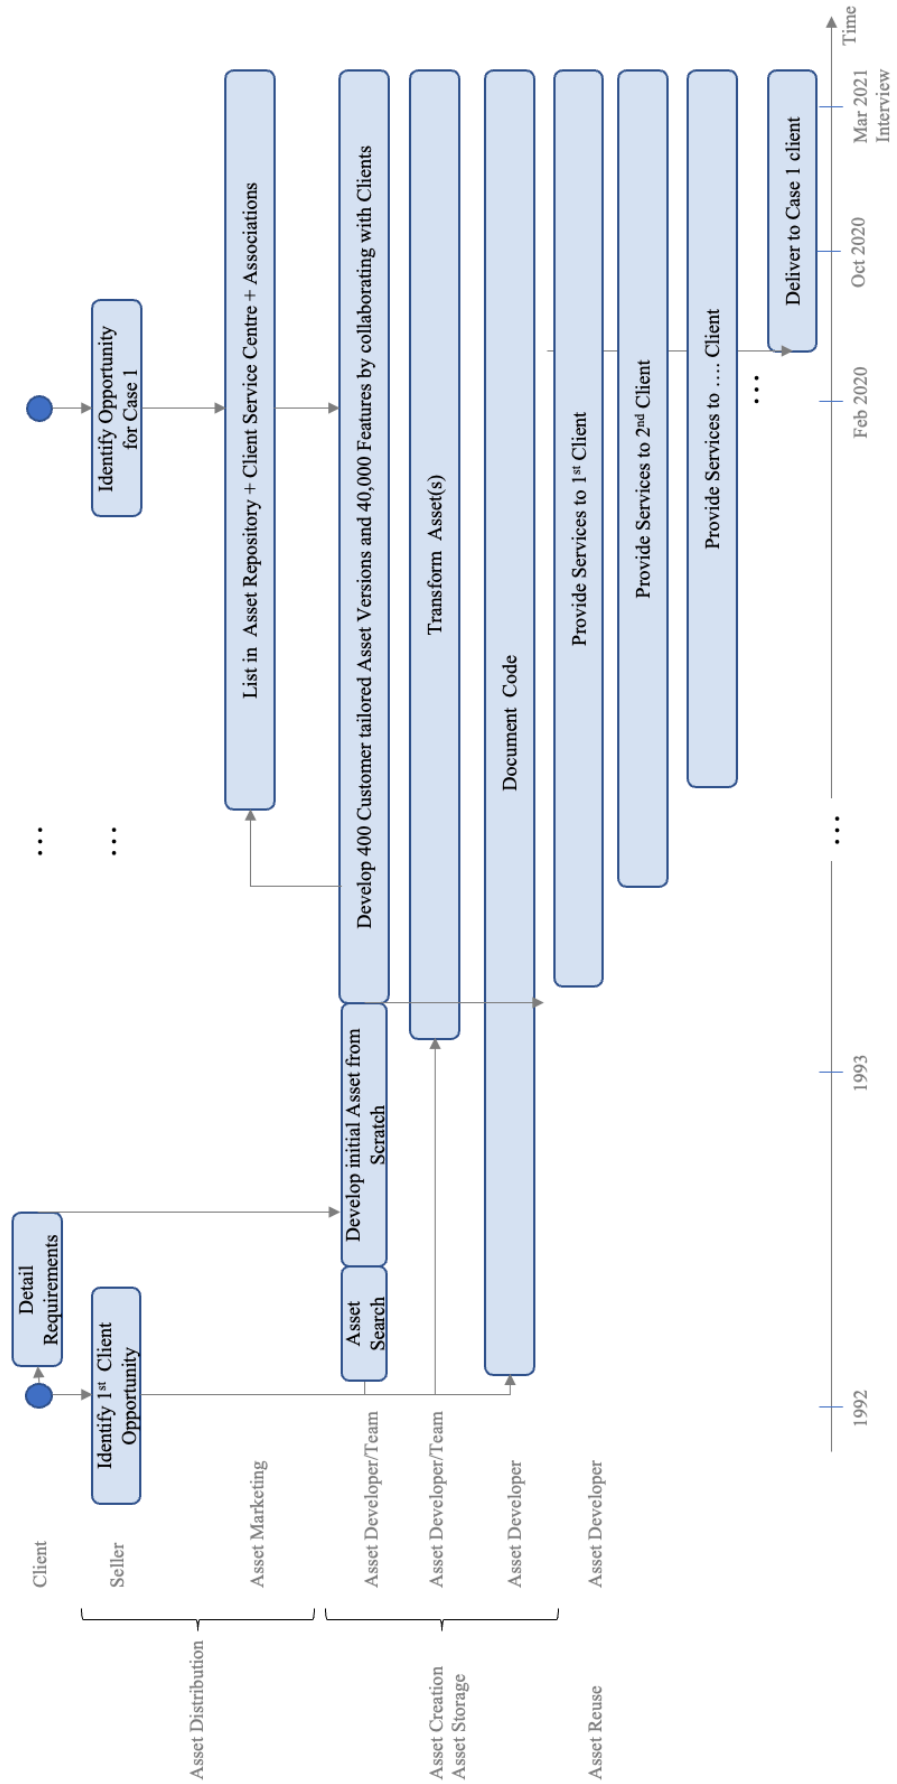 Client
Detail
Requirements
...
Asset Distribution
Seller
Identify 1st Client
Opportunity
...
Identify Opportunity
for Case 1
Asset Marketing
List in Asset Repository + Client Service Centre + Associations
Asset Creation
Asset Storage
Asset Developer/Team
Asset
Search
Develop initial Asset from
Scratch
Develop 400 Customer tailored Asset Versions and 40,000 Features by collaborating with Clients
Asset Developer/Team
Transform Asset(s)
Asset Developer
Document Code
Asset Reuse
Asset Developer
Provide Services to 1st Client
Provide Services to 2nd Client
Provide Services to .... Client
...
Deliver to Case 1 client
...
1992
1993
Feb 2020
Oct 2020
Mar 2021
Interview
Time